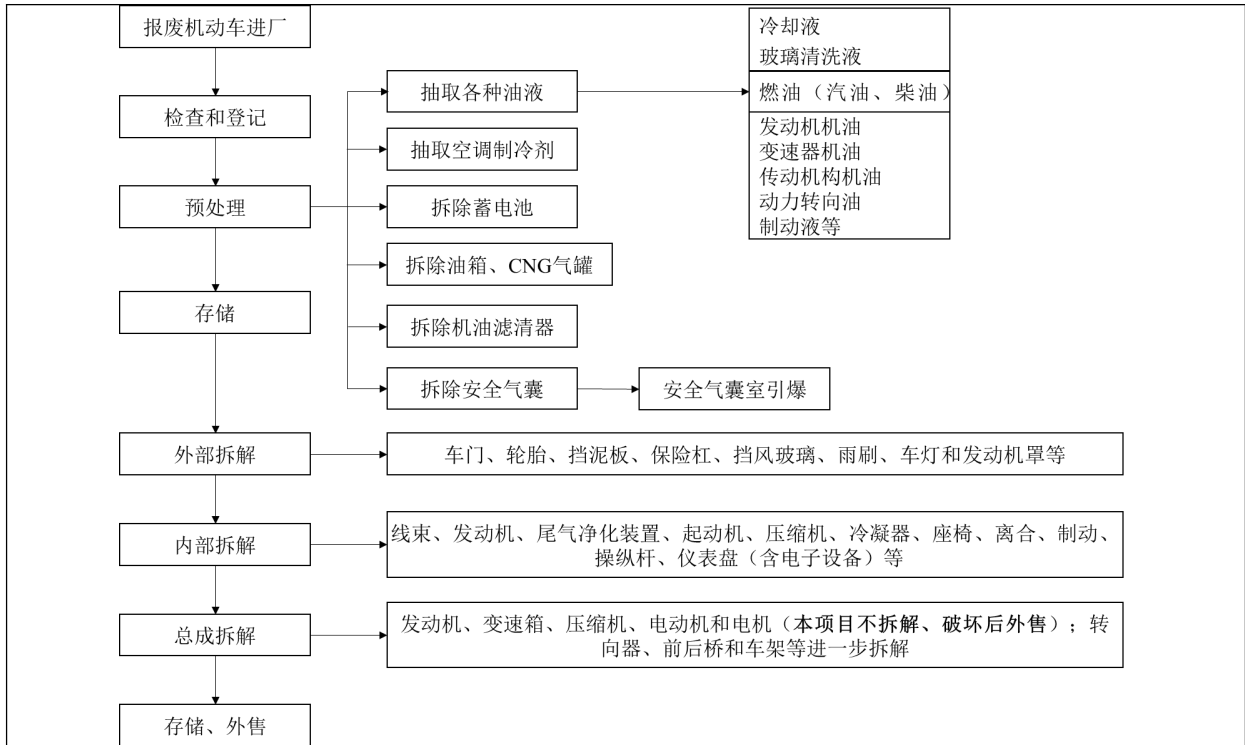 报废机动车进厂
检查和登记
预处理
抽取各种油液
冷却液
玻璃清洗液
燃油（汽油、柴油）
发动机机油
变速器机油
传动机构机油
动力转向油
制动液等
抽取空调制冷剂
拆除蓄电池
拆除油箱、CNG气罐
拆除机油滤清器
拆除安全气囊
安全气囊室引爆
存储
外部拆解
车门、轮胎、挡泥板、保险杠、挡风玻璃、雨刷、车灯和发动机罩等
内部拆解
线束、发动机、尾气净化装置、起动机、压缩机、冷凝器、座椅、离合、制动、
操纵杆、仪表盘（含电子设备）等
总成拆解
发动机、变速箱、压缩机、电动机和电机（本项目不拆解、破坏后外售）；转
向器、前后桥和车架等进一步拆解
存储、外售